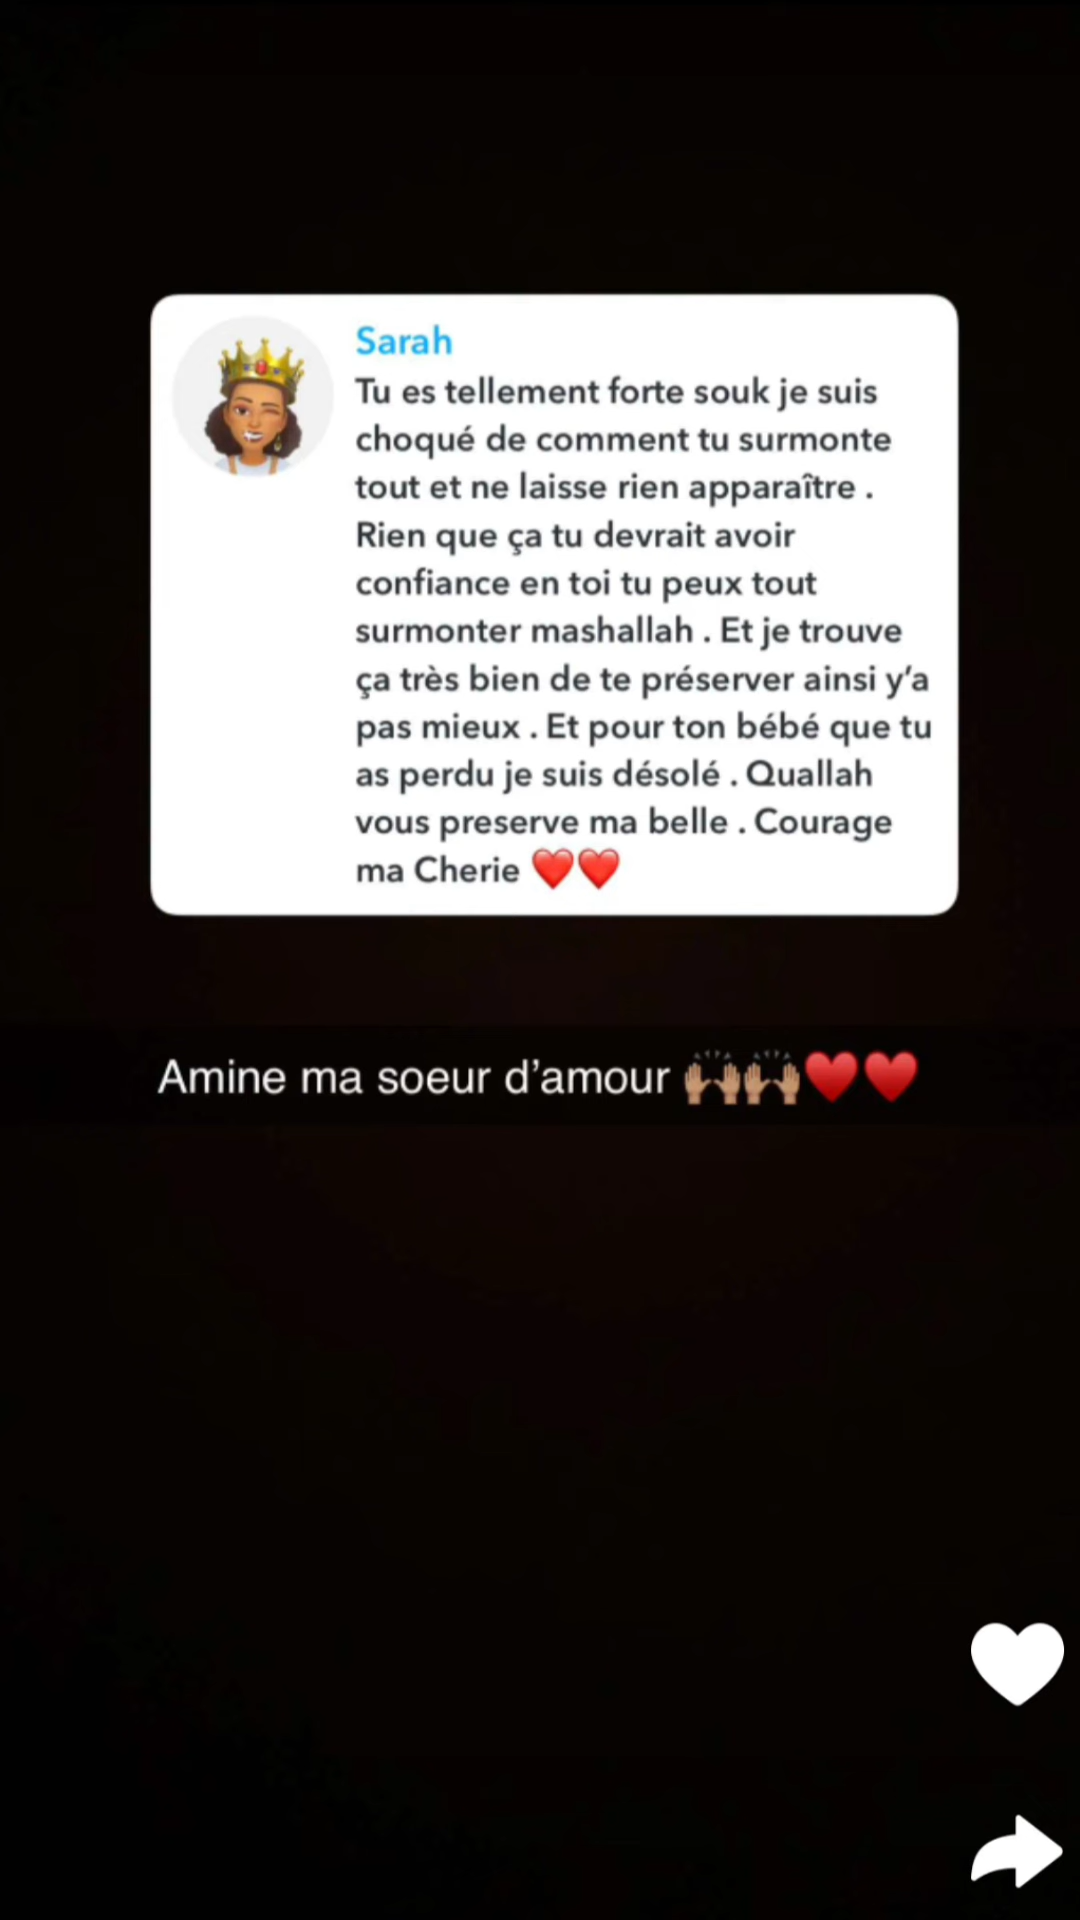 Sarah
Tu es tellement forte souk je suis
choqué de comment tu surmonte
tout et ne laisse rien apparaître .
Rien que ça tu devrait avoir
confiance en toi tu peux tout
surmonter mashallah . Et je trouve
ça très bien de te préserver ainsi y’a
pas mieux . Et pour ton bébé que tu
as perdu je suis désolé . Quallah
vous preserve ma belle . Courage
ma Cherie ❤️❤️
Amine ma soeur d’amour 🙌🏽🙌🏽♥️♥️